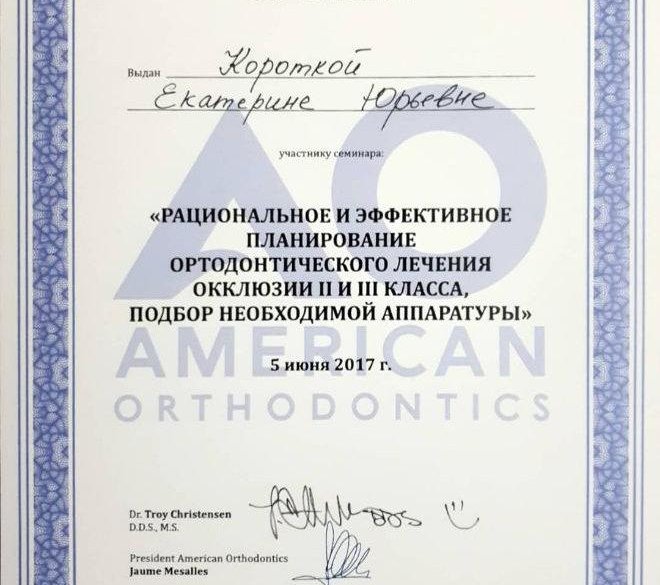 Выдан Короткой
Екатерине Юрьевне
участнику семинара:
«РАЦИОНАЛЬНОЕ И ЭФФЕКТИВНОЕ
ПЛАНИРОВАНИЕ
ОРТОДОНТИЧЕСКОГО ЛЕЧЕНИЯ
ОККЛЮЗИИ II И III КЛАССА,
ПОДБОР НЕОБХОДИМОЙ АППАРАТУРЫ»
AO
AMERICAN
5 июня 2017 г.
ORTHODONTICS
Dr. Troy Christensen
D.D.S., M.S.
DDS
President American Orthodontics
Jaume Mesalles